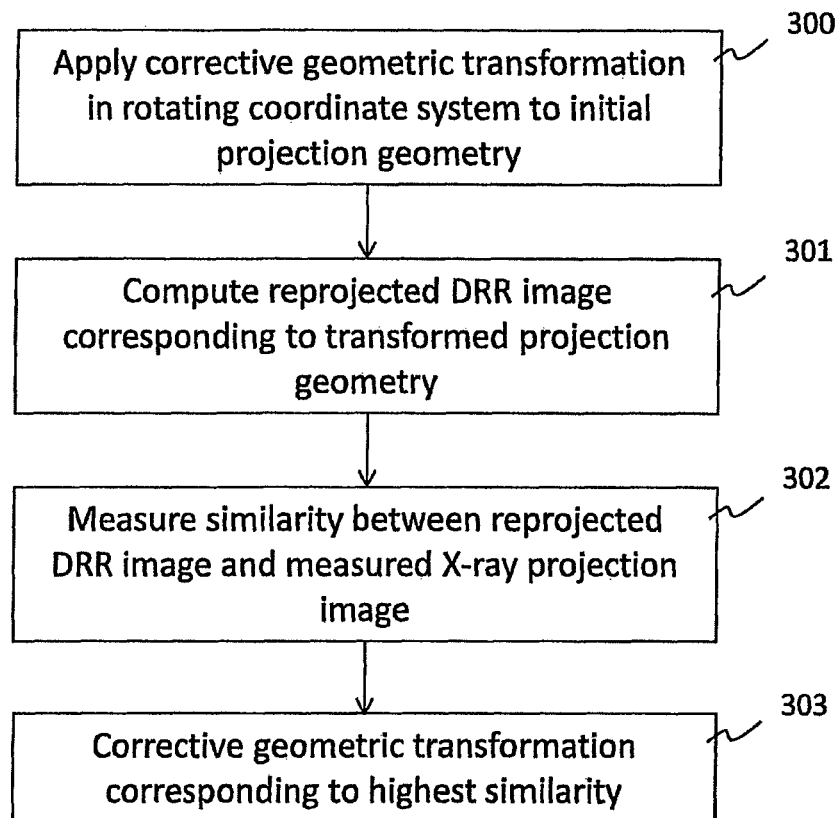 300
Apply corrective geometric transformation
in rotating coordinate system to initial
projection geometry
301
Compute reprojected DRR image
corresponding to transformed projection
geometry
302
Measure similarity between reprojected
DRR image and measured X-ray projection
image
303
Corrective geometric transformation
corresponding to highest similarity